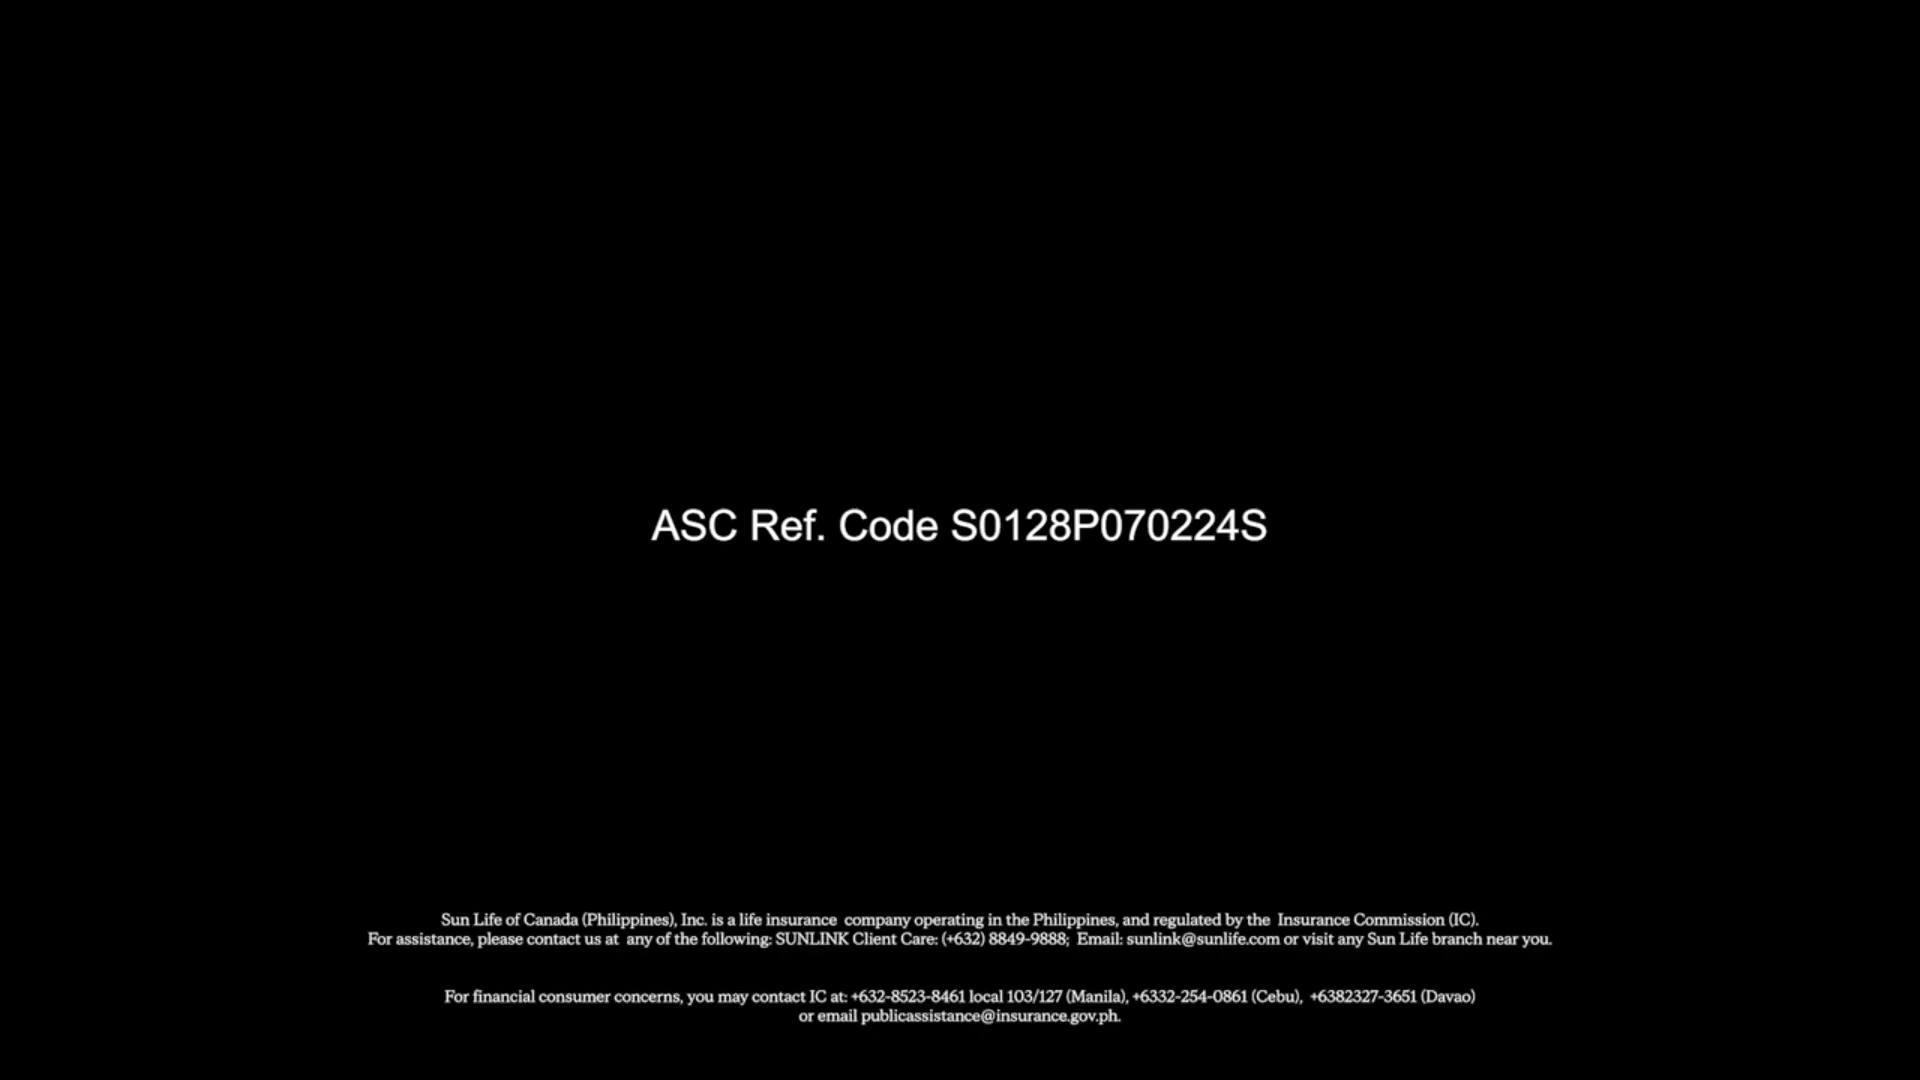 ASC Ref. Code S0128P070224S
Sun Life of Canada (Philippines), Inc. is a life insurance company operating in the Philippines, and regulated by the Insurance Commission (IC).
For assistance, please contact us at any of the following: SUNLINK Client Care: (+632) 8849-9888; Email: sunlink@sunlife.com or visit any Sun Life branch near you.
For financial consumer concerns, you may contact IC at: +632-8523-8461 local 103/127 (Manila), +6332-254-0861 (Cebu), +6382327-3651 (Davao)
or email publicassistance@insurance.gov.ph.